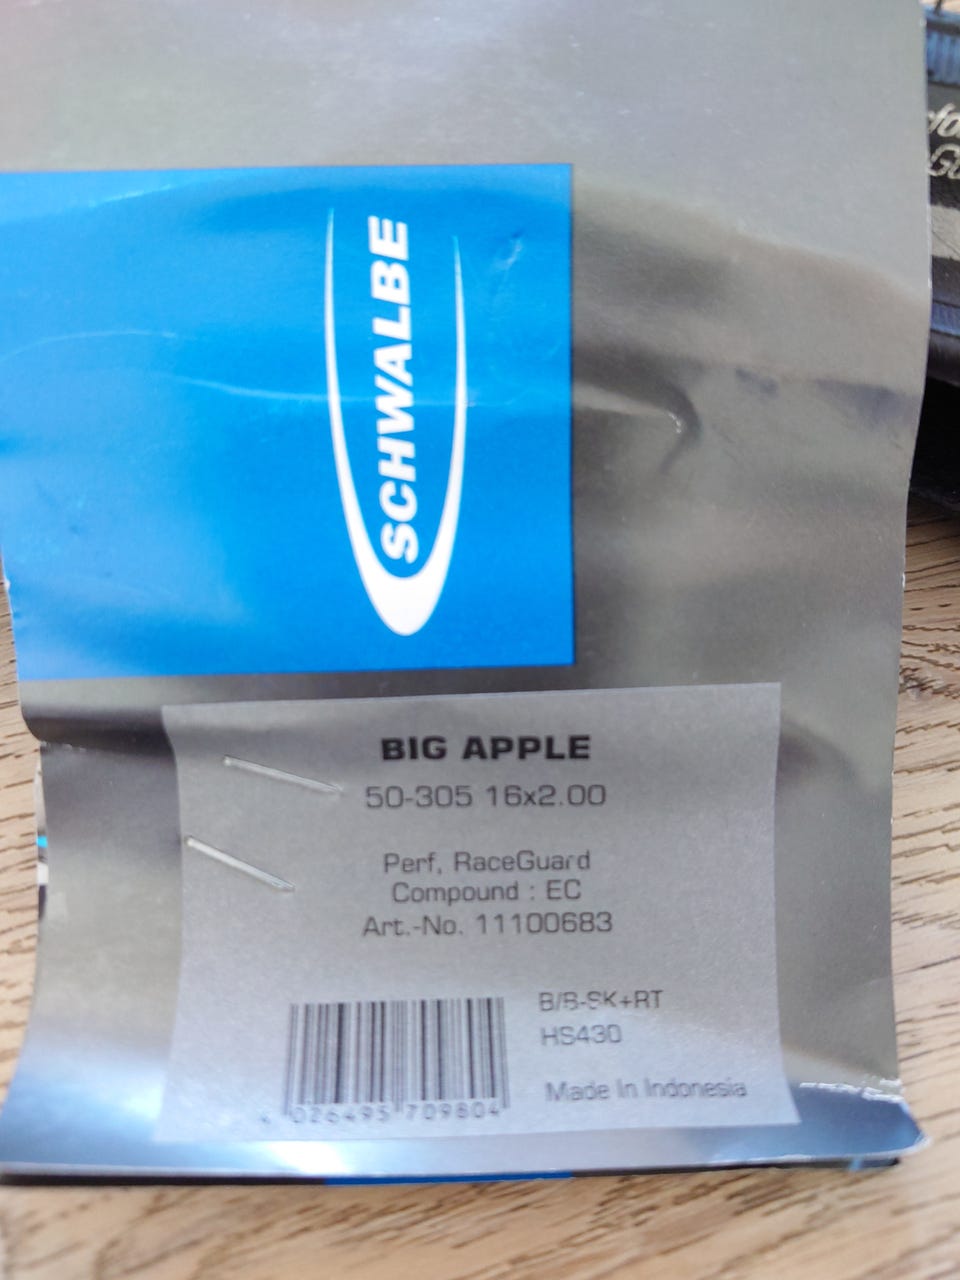 SCHWALBE
BIG APPLE
50-305 16x2.00
Perf, RaceGuard
Compound : EC
Art.-No. 11100683
B/B-SK+RT
HS430
Made In Indonesia
4 026495 709804